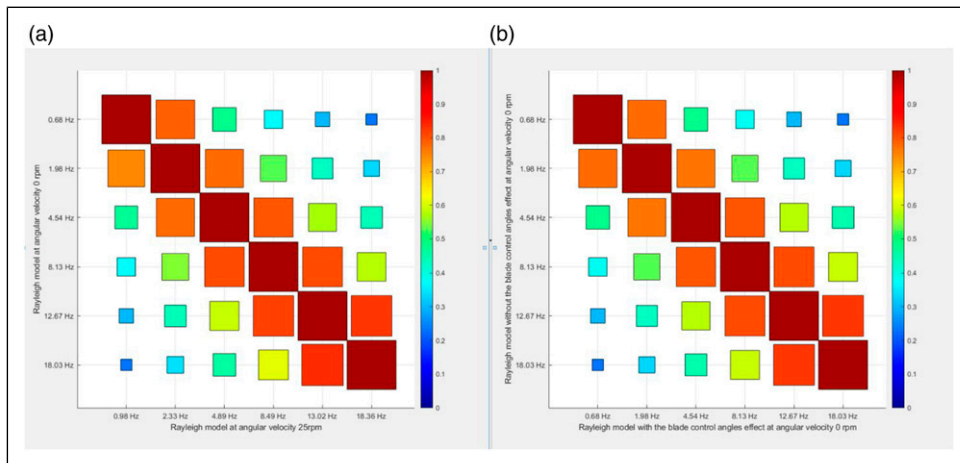 (a)
(b)
Rayleigh model at angular velocity 0 rpm
0.68 Hz
1.98 Hz
4.54 Hz
8.13 Hz
12.67 Hz
18.03 Hz
0.98 Hz 2.33 Hz 4.89 Hz 8.49 Hz 13.02 Hz 18.36 Hz
Rayleigh model at angular velocity 25rpm
1
0.9
0.8
0.7
0.6
0.5
0.4
0.3
0.2
0.1
0
Rayleigh model without the blade control angles effect at angular velocity 0 rpm
0.68 Hz
1.98 Hz
4.54 Hz
8.13 Hz
12.67 Hz
18.03 Hz
0.68 Hz 1.98 Hz 4.54 Hz 8.13 Hz 12.67 Hz 18.03 Hz
Rayleigh model with the blade control angles effect at angular velocity 0 rpm
1
0.9
0.8
0.7
0.6
0.5
0.4
0.3
0.2
0.1
0